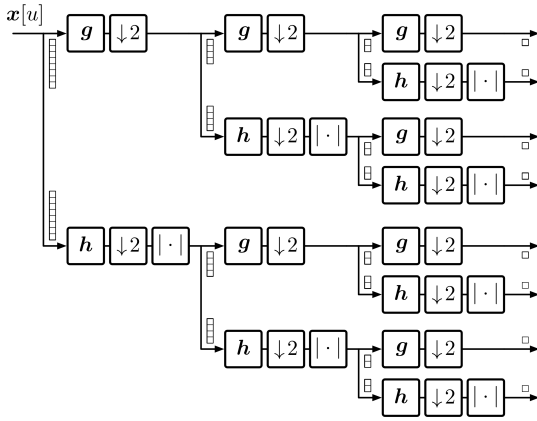 x[u]
g ↓2 g ↓2 g ↓2
h ↓2 |·|
h ↓2 |·| g ↓2
h ↓2 |·|
h ↓2 |·| g ↓2 g ↓2
h ↓2 |·|
h ↓2 |·| g ↓2
h ↓2 |·|